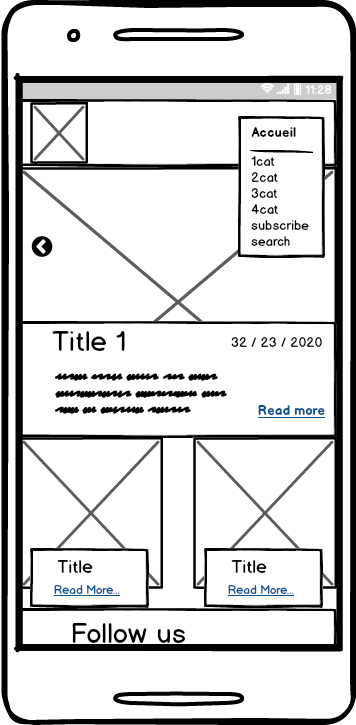 11:28
Accueil
1cat
2cat
3cat
4cat
subscribe
search
Title 1
32 / 23 / 2020
Read more
Title
Read More...
Title
Read More...
Follow us